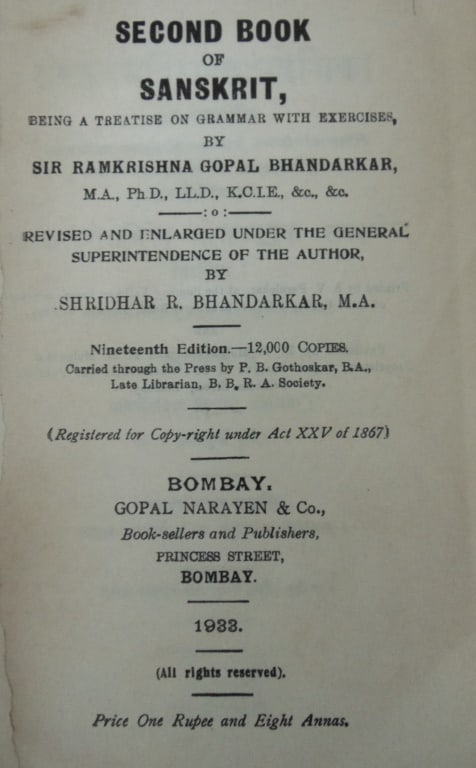 SECOND BOOK
OF
SANSKRIT,
BEING A TREATISE ON GRAMMAR WITH EXERCISES,
BY
SIR RAMKRISHNA GOPAL BHANDARKAR,
M.A., Ph D., LL.D., K.C.I.E., &c., &c.
:o:
REVISED AND ENLARGED UNDER THE GENERAL
SUPERINTENDENCE OF THE AUTHOR,
BY
SHRIDHAR R. BHANDARKAR, M.A.
Nineteenth Edition.—12,000 COPIES.
Carried through the Press by P. B. Gothoskar, B.A.,
Late Librarian, B. B. R. A. Society.
(Registered for Copy-right under Act XXV of 1867)
BOMBAY.
GOPAL NARAYEN & Co.,
Book-sellers and Publishers,
PRINCESS STREET,
BOMBAY.
1933.
(All rights reserved).
Price One Rupee and Eight Annas.